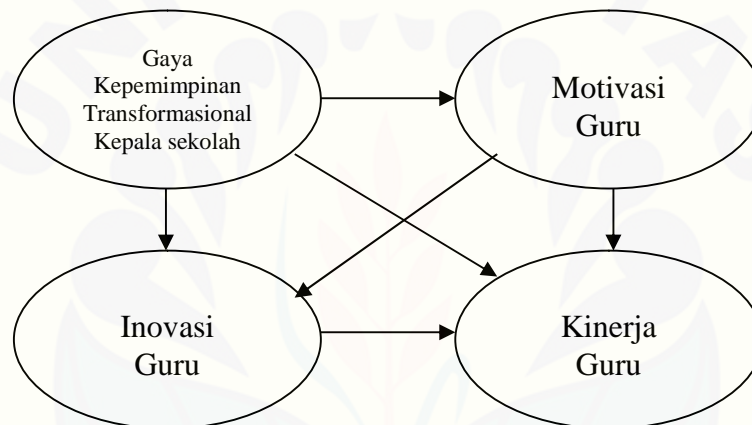 Gaya
Kepemimpinan
Transformasional
Kepala sekolah
Motivasi
Guru
Inovasi
Guru
Kinerja
Guru